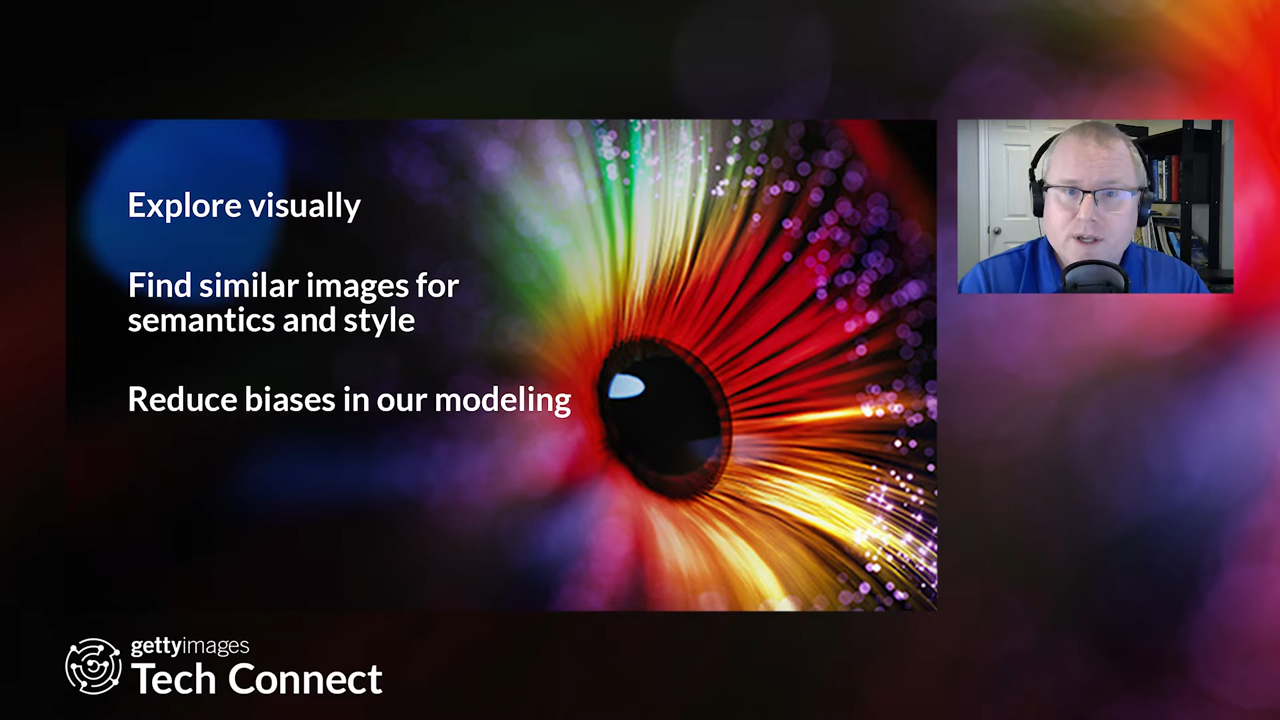 Explore visually
Find similar images for
semantics and style
Reduce biases in our modeling
gettyimages
Tech Connect